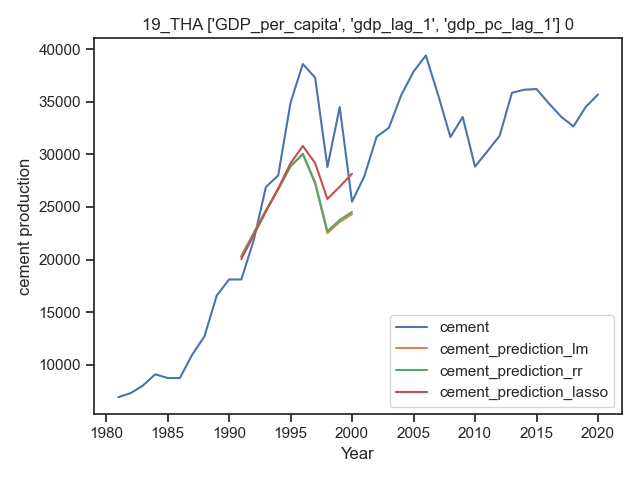 19_THA ['GDP_per_capita', 'gdp_lag_1', 'gdp_pc_lag_1'] 0
40000
35000
30000
25000
20000
15000
10000
cement production
cement
cement_prediction_lm
cement_prediction_rr
cement_prediction_lasso
1980 1985 1990 1995 2000 2005 2010 2015 2020
Year